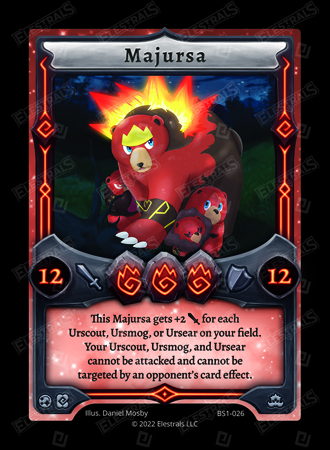 Majursa
12
12
This Majursa gets +2 for each
Urscout, Ursmog, or Ursear on your field.
Your Urscout, Ursmog, and Ursear
cannot be attacked and cannot be
targeted by an opponent's card effect.
Illus. Daniel Mosby
BS1-026
© 2022 Elestrals LLC
ELESTRALS